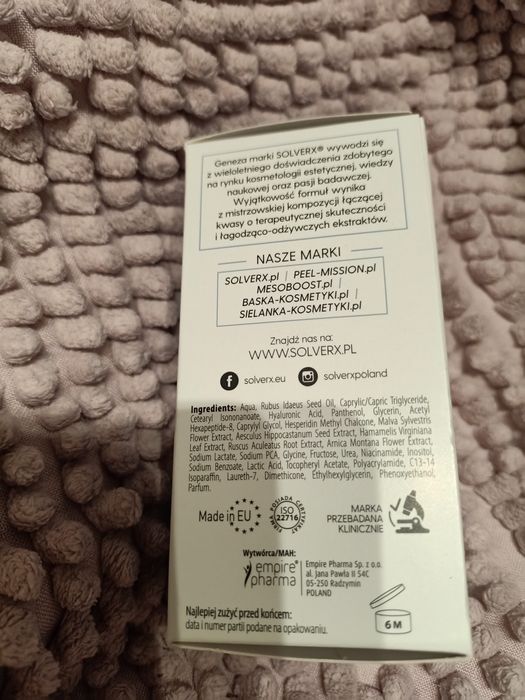 Geneza marki SOLVERX® wywodzi się
z wieloletniego doświadczenia zdobytego
na rynku kosmetologii estetycznej, wiedzy
naukowej oraz pasji badawczej.
Wyjątkowość formuł wynika
z mistrzowskiej kompozycji łączącej
kwasy o terapeutycznej skuteczności
i łagodząco-odżywczych ekstraktów.
NASZE MARKI
SOLVERX.pl | PEEL-MISSION.pl
MESOBOOST.pl |
BASKA-KOSMETYKI.pl |
SIELANKA-KOSMETYKI.pl
Znajdź nas na:
WWW.SOLVERX.PL
solverx.eu solverxpoland
Ingredients: Aqua, Rubus Idaeus Seed Oil, Caprylic/Capric Triglyceride,
Cetearyl Isononanoate, Hyaluronic Acid, Panthenol, Glycerin, Acetyl
Hexapeptide-8, Caprylyl Glycol, Hesperidin Methyl Chalcone, Malva Sylvestris
Flower Extract, Aesculus Hippocastanum Seed Extract, Hamamelis Virginiana
Leaf Extract, Ruscus Aculeatus Root Extract, Arnica Montana Flower Extract,
Sodium Lactate, Sodium PCA, Glycine, Fructose, Urea, Niacinamide, Inositol,
Sodium Benzoate, Lactic Acid, Tocopheryl Acetate, Polyacrylamide, C13-14
Isoparaffin, Laureth-7, Dimethicone, Ethylhexylglycerin, Phenoxyethanol,
Parfum.
Made in EU
FIRMA POSIADA CERTYFIKAT
ISO
22716
MARKA
PRZEBADANA
KLINICZNIE
Wytwórca/MAH:
empire®
pharma
Empire Pharma Sp. z o.o.
al. Jana Pawła II 54C
05-250 Radzymin
POLAND
Najlepiej zużyć przed końcem:
data i numer partii podane na opakowaniu.
6 M